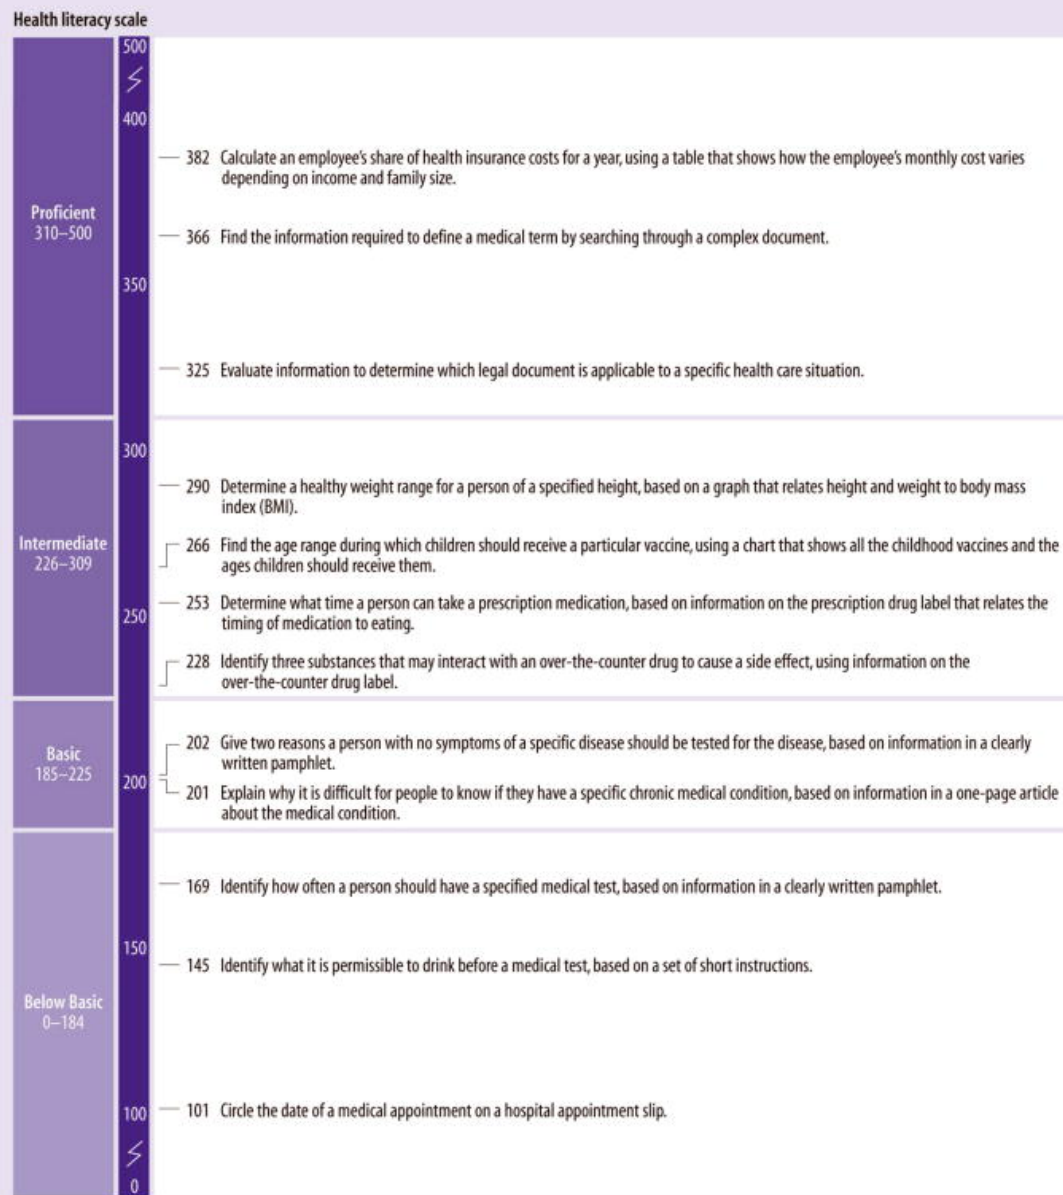 Health literacy scale
500
400
382 Calculate an employee's share of health insurance costs for a year, using a table that shows how the employee's monthly cost varies
depending on income and family size.
Proficient
310–500
366 Find the information required to define a medical term by searching through a complex document.
350
325 Evaluate information to determine which legal document is applicable to a specific health care situation.
300
290 Determine a healthy weight range for a person of a specified height, based on a graph that relates height and weight to body mass
index (BMI).
Intermediate
226–309
266 Find the age range during which children should receive a particular vaccine, using a chart that shows all the childhood vaccines and the
ages children should receive them.
250
253 Determine what time a person can take a prescription medication, based on information on the prescription drug label that relates the
timing of medication to eating.
228 Identify three substances that may interact with an over-the-counter drug to cause a side effect, using information on the
over-the-counter drug label.
Basic
185–225
202 Give two reasons a person with no symptoms of a specific disease should be tested for the disease, based on information in a clearly
written pamphlet.
200
201 Explain why it is difficult for people to know if they have a specific chronic medical condition, based on information in a one-page article
about the medical condition.
169 Identify how often a person should have a specified medical test, based on information in a clearly written pamphlet.
150
145 Identify what it is permissible to drink before a medical test, based on a set of short instructions.
Below Basic
0–184
100
101 Circle the date of a medical appointment on a hospital appointment slip.
0